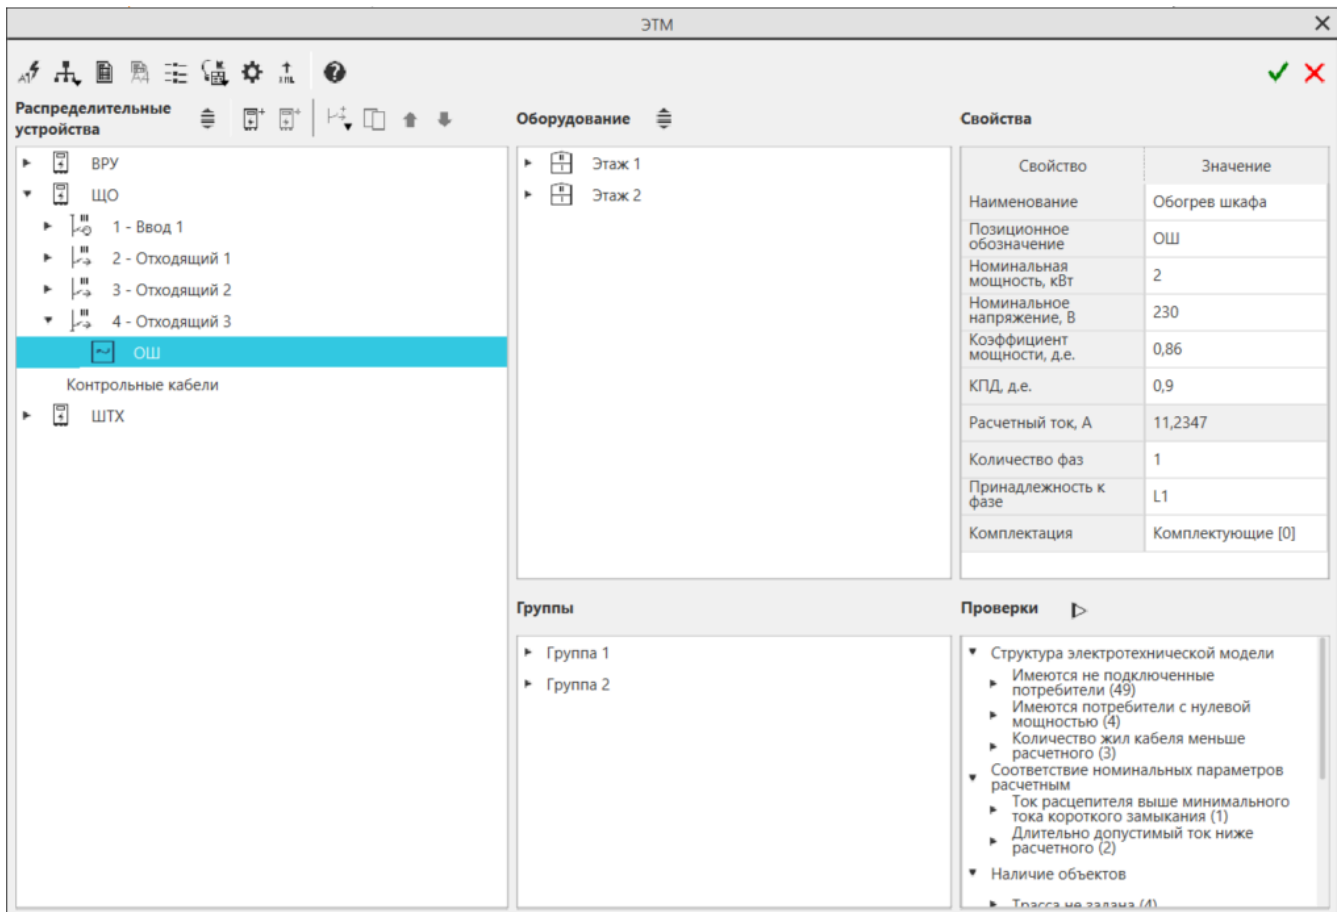 ЭТМ
Распределительные
устройства
ВРУ
ЩО
1 - Ввод 1
2 - Отходящий 1
3 - Отходящий 2
4 - Отходящий 3
ОШ
Контрольные кабели
ШТХ
Оборудование
Этаж 1
Этаж 2
Группы
Группа 1
Группа 2
Свойства
Свойство Значение
Наименование Обогрев шкафа
Позиционное
обозначение ОШ
Номинальная
мощность, кВт 2
Номинальное
напряжение, В 230
Коэффициент
мощности, д.е. 0,86
КПД, д.е. 0,9
Расчетный ток, А 11,2347
Количество фаз 1
Принадлежность к
фазе L1
Комплектация Комплектующие [0]
Проверки
Структура электротехнической модели
Имеются не подключенные
потребители (49)
Имеются потребители с нулевой
мощностью (4)
Количество жил кабеля меньше
расчетного (3)
Соответствие номинальных параметров
расчетным
Ток расцепителя выше минимального
тока короткого замыкания (1)
Длительно допустимый ток ниже
расчетного (2)
Наличие объектов
Трасса не задана (4)